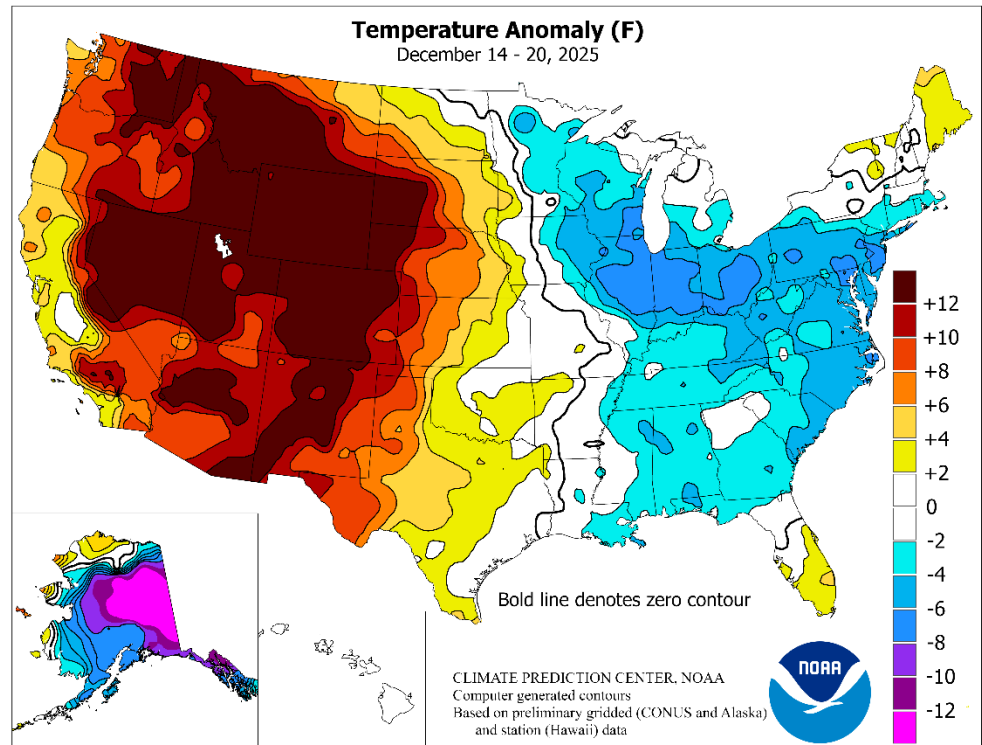 Temperature Anomaly (F)
December 14 - 20, 2025
+12
+10
+8
+6
+4
+2
0
-2
-4
-6
-8
-10
-12
Bold line denotes zero contour
CLIMATE PREDICTION CENTER, NOAA
Computer generated contours
Based on preliminary gridded (CONUS and Alaska)
and station (Hawaii) data
NOAA